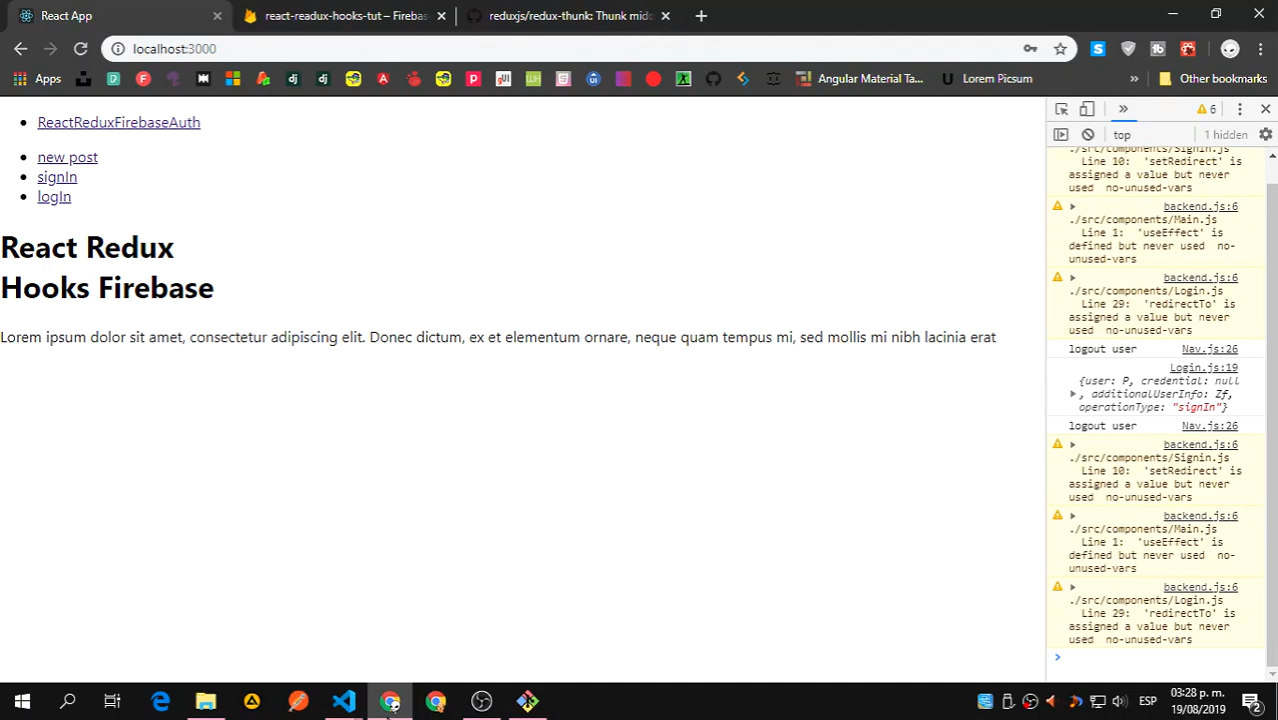 React App
react-readux-hooks-tut – Firebas
reduxjs/redux-thunk: Thunk mid
localhost:3000
Apps
Angular Material Ta...
Lorem Picsum
»
Other bookmarks
ReactReduxFirebaseAuth
new post
signIn
logIn
React Redux
Hooks Firebase
Lorem ipsum dolor sit amet, consectetur adipiscing elit. Donec dictum, ex et elementum ornare, neque quam tempus mi, sed mollis mi nibh lacinia erat
» 6
top 1 hidden
./src/components/Signin.js
Line 10: 'setRedirect' is
assigned a value but never
used no-unused-vars
backend.js:6
./src/components/Main.js
Line 1: 'useEffect' is
defined but never used no-
unused-vars
backend.js:6
./src/components/Login.js
Line 29: 'redirectTo' is
assigned a value but never
used no-unused-vars
logout user Nav.js:26
Login.js:19
{user: P, credential: null
, additionalUserInfo: Zf,
operationType: "signIn"}
logout user Nav.js:26
backend.js:6
./src/components/Signin.js
Line 10: 'setRedirect' is
assigned a value but never
used no-unused-vars
backend.js:6
./src/components/Main.js
Line 1: 'useEffect' is
defined but never used no-
unused-vars
backend.js:6
./src/components/Login.js
Line 29: 'redirectTo' is
assigned a value but never
used no-unused-vars
>
ESP
03:28 p. m.
19/08/2019
2